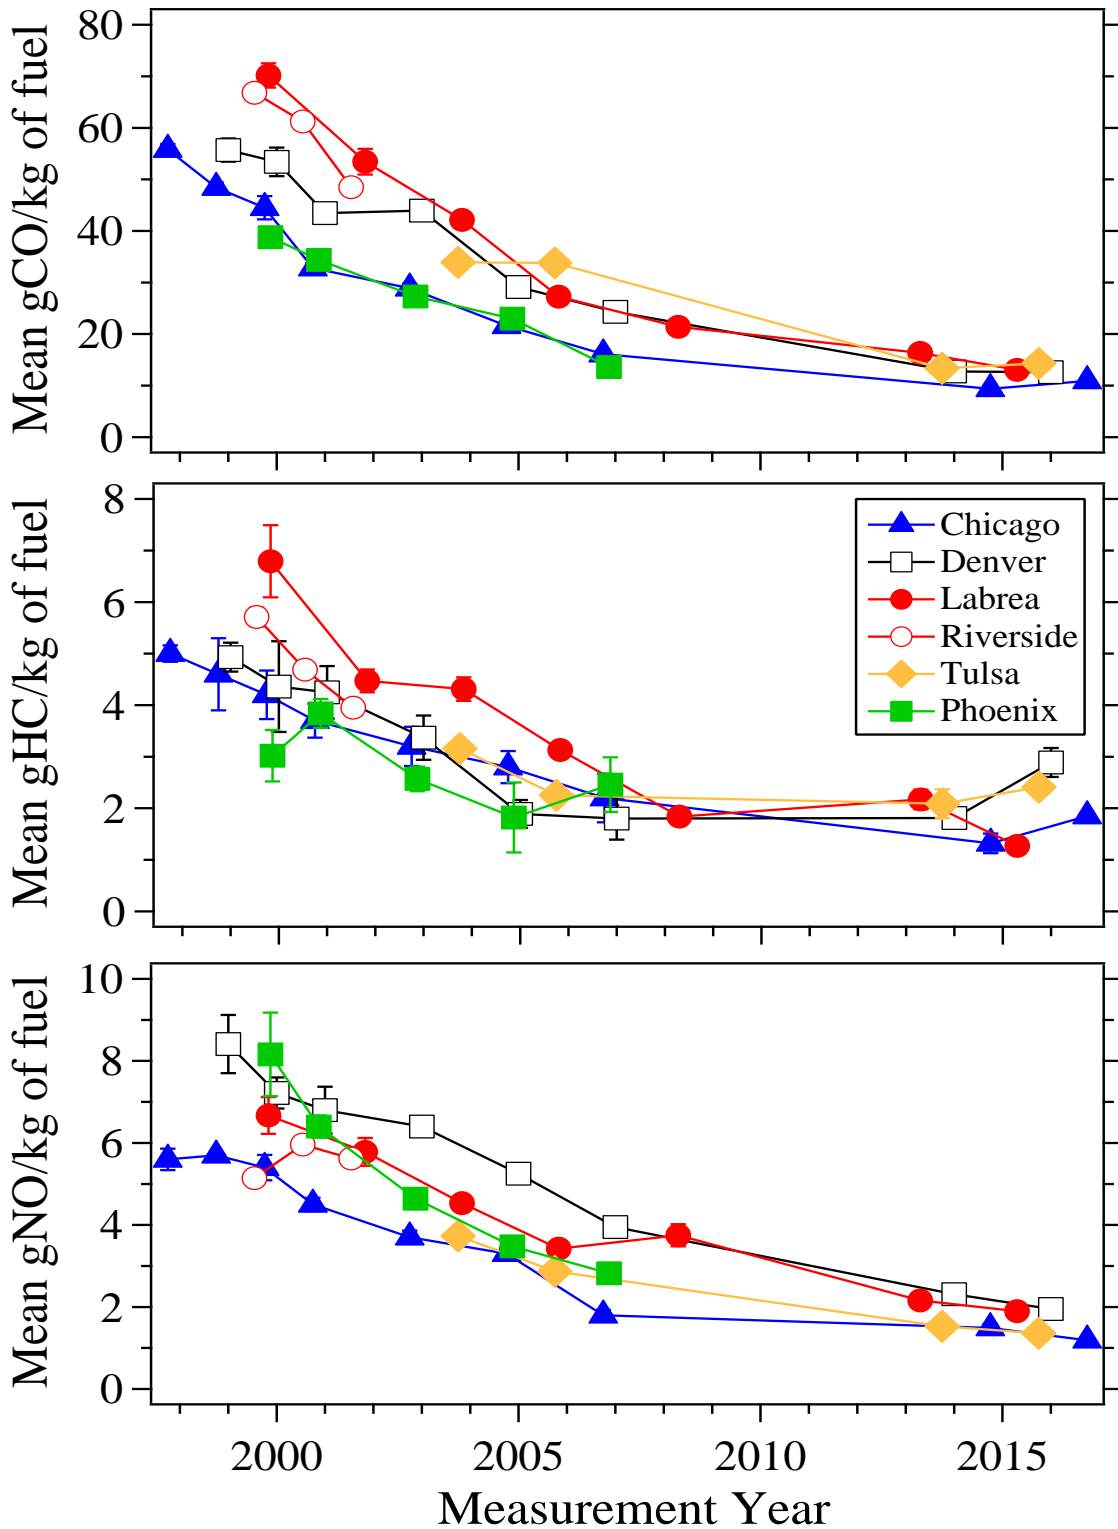 Mean gCO/kg of fuel
80
60
40
20
0
Mean gHC/kg of fuel
8
6
4
2
0
Chicago
Denver
Labrea
Riverside
Tulsa
Phoenix
Mean gNO/kg of fuel
10
8
6
4
2
0
2000 2005 2010 2015
Measurement Year